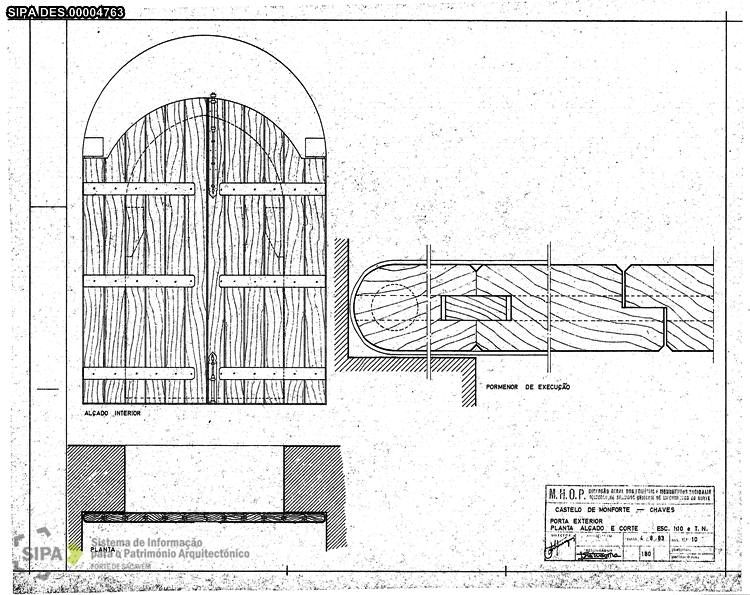 SIPA DES.00004763
ALÇADO INTERIOR
PORMENOR DE EXECUÇÃO
M.H.O.P.
CASTELO DE MONFORTE — CHAVES
PORTA EXTERIOR
PLANTA ALÇADO E CORTE ESC. 1:10 e T. N.
180
PLANTA
SIPA
Sistema de Informação
para o Património Arquitectónico
FORTE DE SACAVÉM